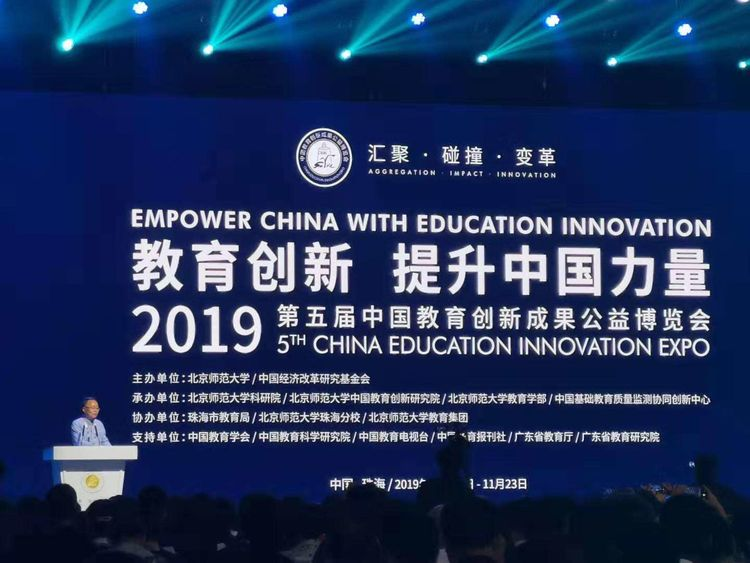 汇聚·碰撞·变革
AGGREGATION · IMPACT · INNOVATION
EMPOWER CHINA WITH EDUCATION INNOVATION
教育创新 提升中国力量
2019 第五届中国教育创新成果公益博览会
5TH CHINA EDUCATION INNOVATION EXPO
主办单位:北京师范大学/中国经济改革研究基金会
承办单位:北京师范大学科研院/北京师范大学中国教育创新研究院/北京师范大学教育学部/中国基础教育质量监测协同创新中心
协办单位:珠海市教育局/北京师范大学珠海分校/北京师范大学教育集团
支持单位:中国教育学会/中国教育科学研究院/中国教育电视台/中 教育报刊社/广东省教育厅/广东省教育研究院
中国·珠海/2019年 - 11月23日